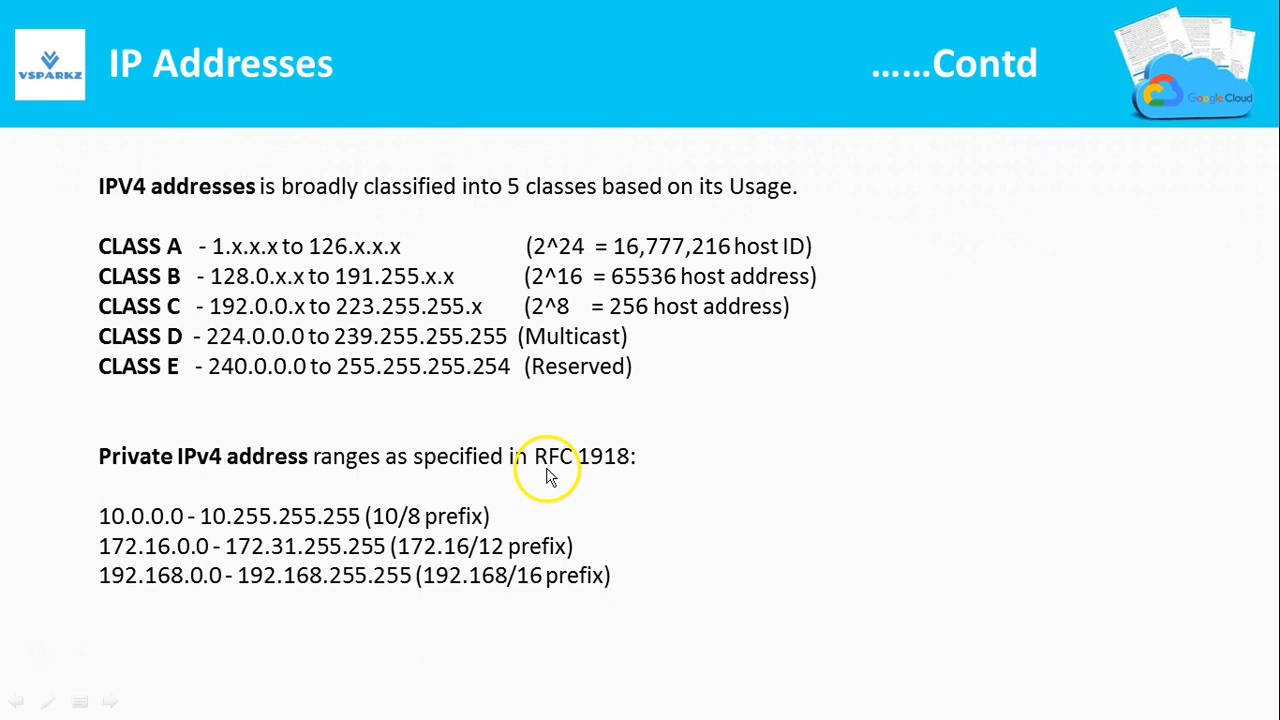 VSPARKZ
IP Addresses
......Contd
Google Cloud
IPV4 addresses is broadly classified into 5 classes based on its Usage.
CLASS A - 1.x.x.x to 126.x.x.x (2^24 = 16,777,216 host ID)
CLASS B - 128.0.x.x to 191.255.x.x (2^16 = 65536 host address)
CLASS C - 192.0.0.x to 223.255.255.x (2^8 = 256 host address)
CLASS D - 224.0.0.0 to 239.255.255.255 (Multicast)
CLASS E - 240.0.0.0 to 255.255.255.254 (Reserved)
Private IPv4 address ranges as specified in RFC 1918:
10.0.0.0 - 10.255.255.255 (10/8 prefix)
172.16.0.0 - 172.31.255.255 (172.16/12 prefix)
192.168.0.0 - 192.168.255.255 (192.168/16 prefix)